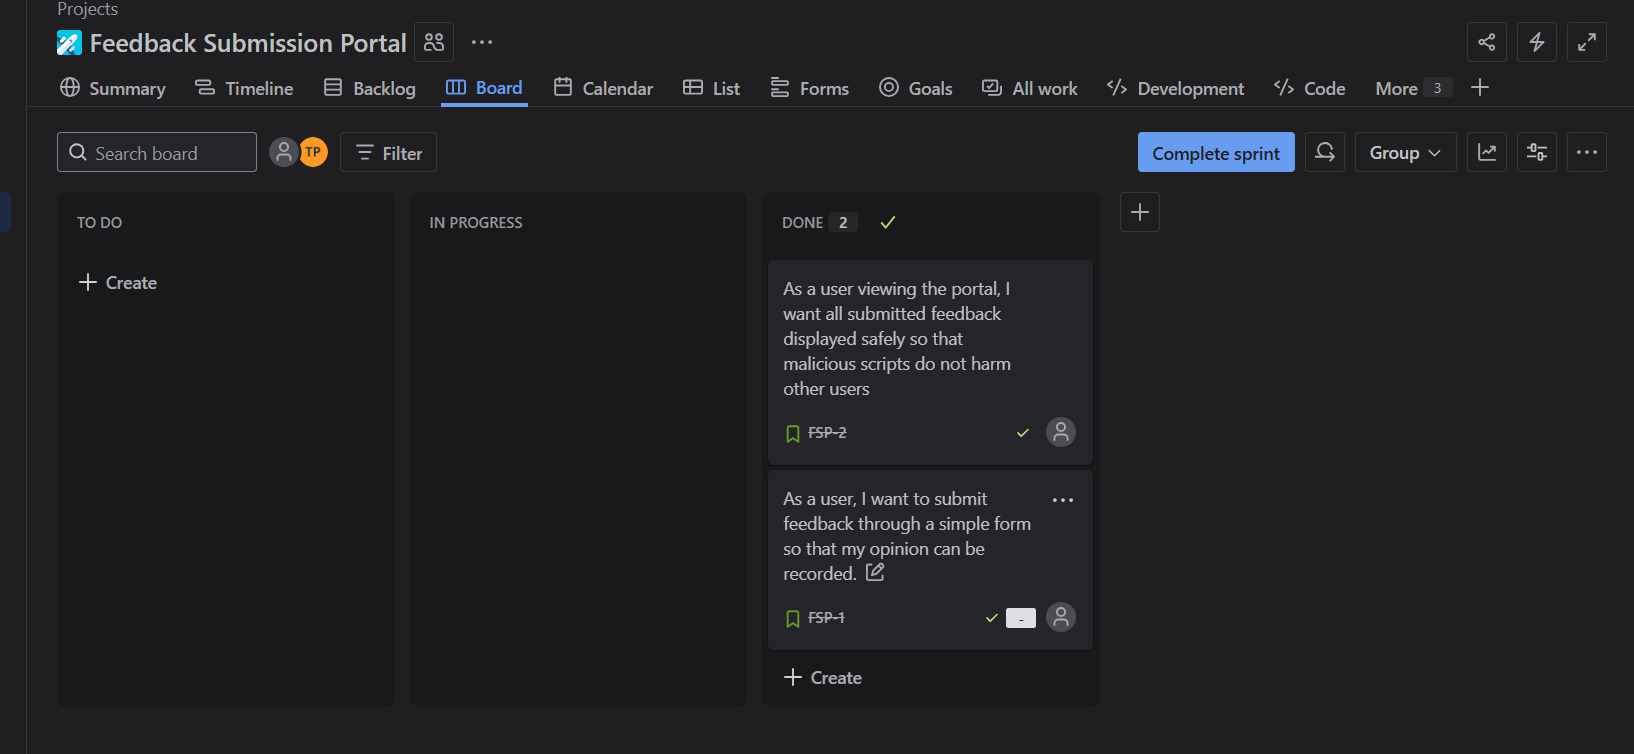 Projects
Feedback Submission Portal
Summary
Timeline
Backlog
Board
Calendar
List
Forms
Goals
All work
Development
Code
More 3
Search board
TP
Filter
Complete sprint
Group
TO DO
Create
IN PROGRESS
DONE 2
As a user viewing the portal, I
want all submitted feedback
displayed safely so that
malicious scripts do not harm
other users
FSP-2
As a user, I want to submit
feedback through a simple form
so that my opinion can be
recorded.
FSP-1
-
Create